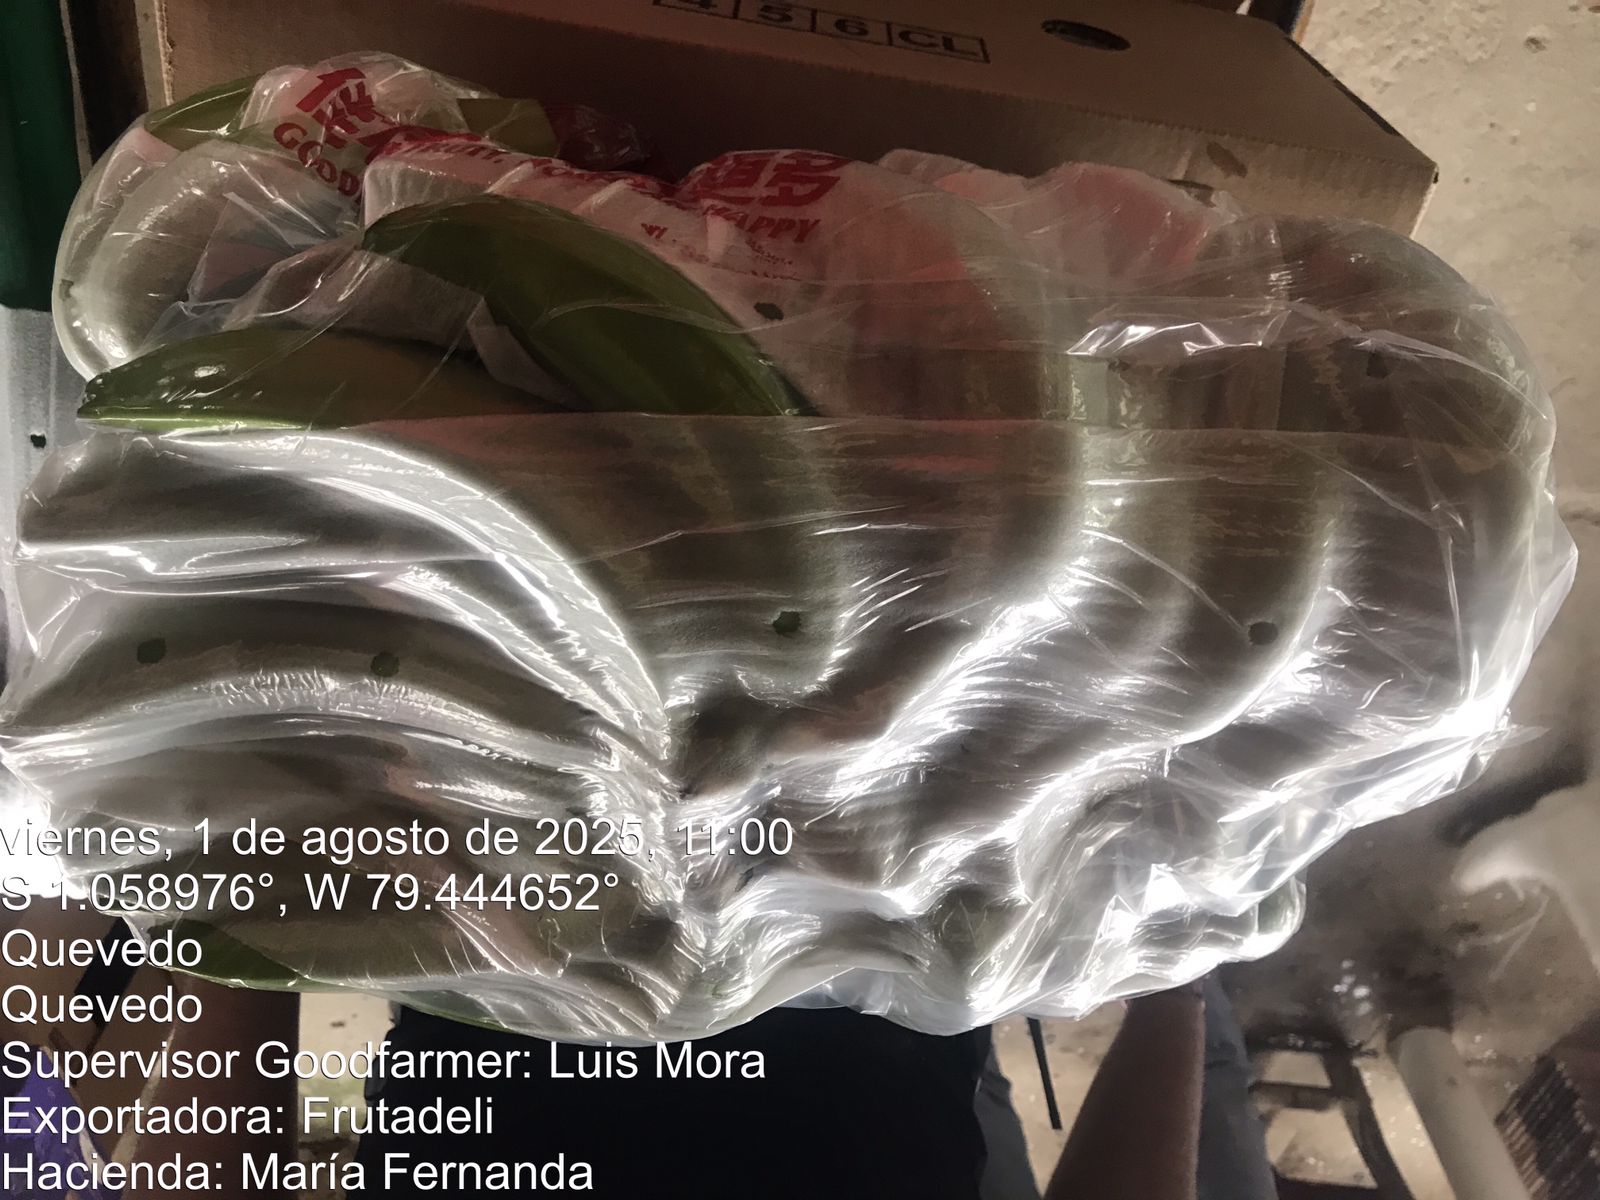 4 5 6 CL
HAPPY
viernes, 1 de agosto de 2025, 11:00
S 1.058976°, W 79.444652°
Quevedo
Quevedo
Supervisor Goodfarmer: Luis Mora
Exportadora: Frutadeli
Hacienda: María Fernanda